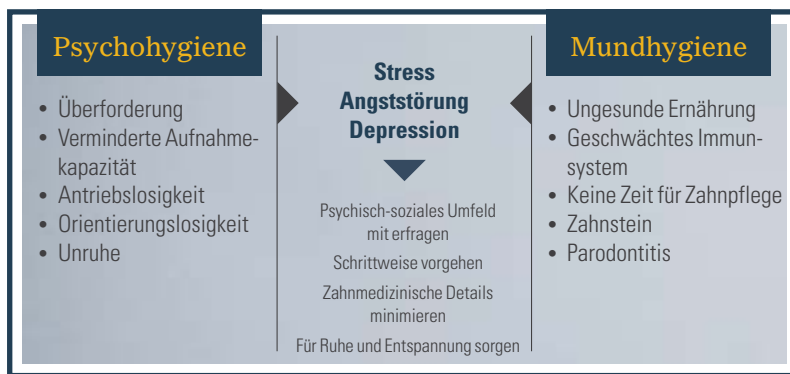 Psychohygiene
• Überforderung
• Verminderte Aufnahme-
kapazität
• Antriebslosigkeit
• Orientierungslosigkeit
• Unruhe
Stress
Angststörung
Depression
Psychisch-soziales Umfeld
mit erfragen
Schrittweise vorgehen
Zahnmedizinische Details
minimieren
Für Ruhe und Entspannung sorgen
Mundhygiene
• Ungesunde Ernährung
• Geschwächtes Immun-
system
• Keine Zeit für Zahnpflege
• Zahnstein
• Parodontitis